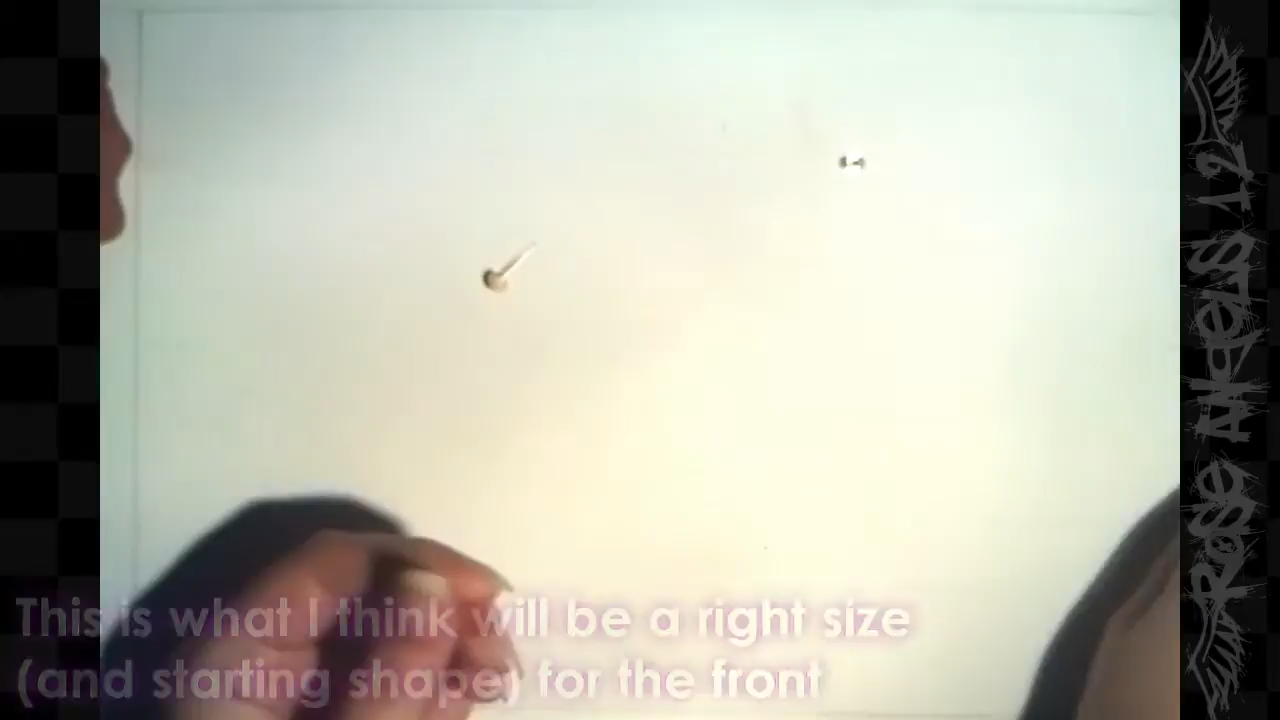 This is what I think will be a right size
(and starting shape) for the front
ROSE ANGELS 12